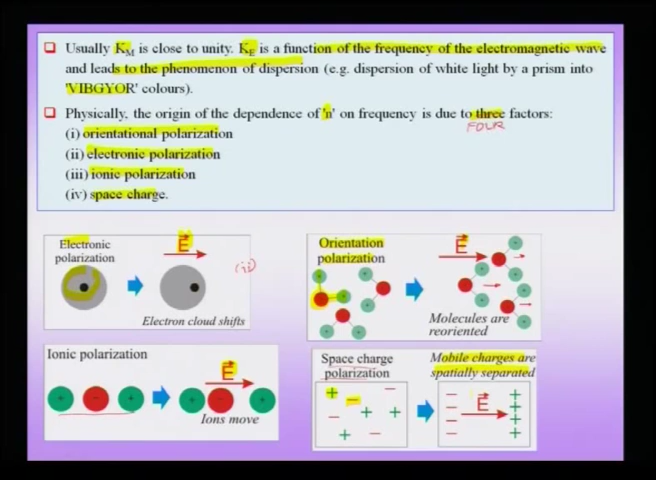 Usually K_M is close to unity. K_E is a function of the frequency of the electromagnetic wave
and leads to the phenomenon of dispersion (e.g. dispersion of white light by a prism into
'VIBGYOR' colours).
Physically, the origin of the dependence of 'n' on frequency is due to three factors:
FOUR
(i) orientational polarization
(ii) electronic polarization
(iii) ionic polarization
(iv) space charge.
Electronic
polarization
E
(ii)
Electron cloud shifts
Orientation
polarization
E
Molecules are
reoriented
Ionic polarization
E
+ - +
Ions move
Space charge
polarization
Mobile charges are
spatially separated
+ -
-
- + +
+ -
E
- +
- +
- +
- +